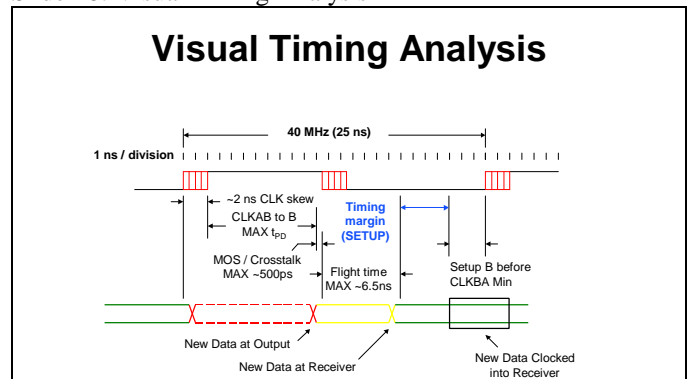 Visual Timing Analysis
40 MHz (25 ns)
1 ns / division
~2 ns CLK skew
CLKAB to B
MAX tPD
Timing
margin
(SETUP)
MOS / Crosstalk
MAX ~500ps
Flight time
MAX ~6.5ns
Setup B before
CLKBA Min
New Data at Output
New Data at Receiver
New Data Clocked
into Receiver